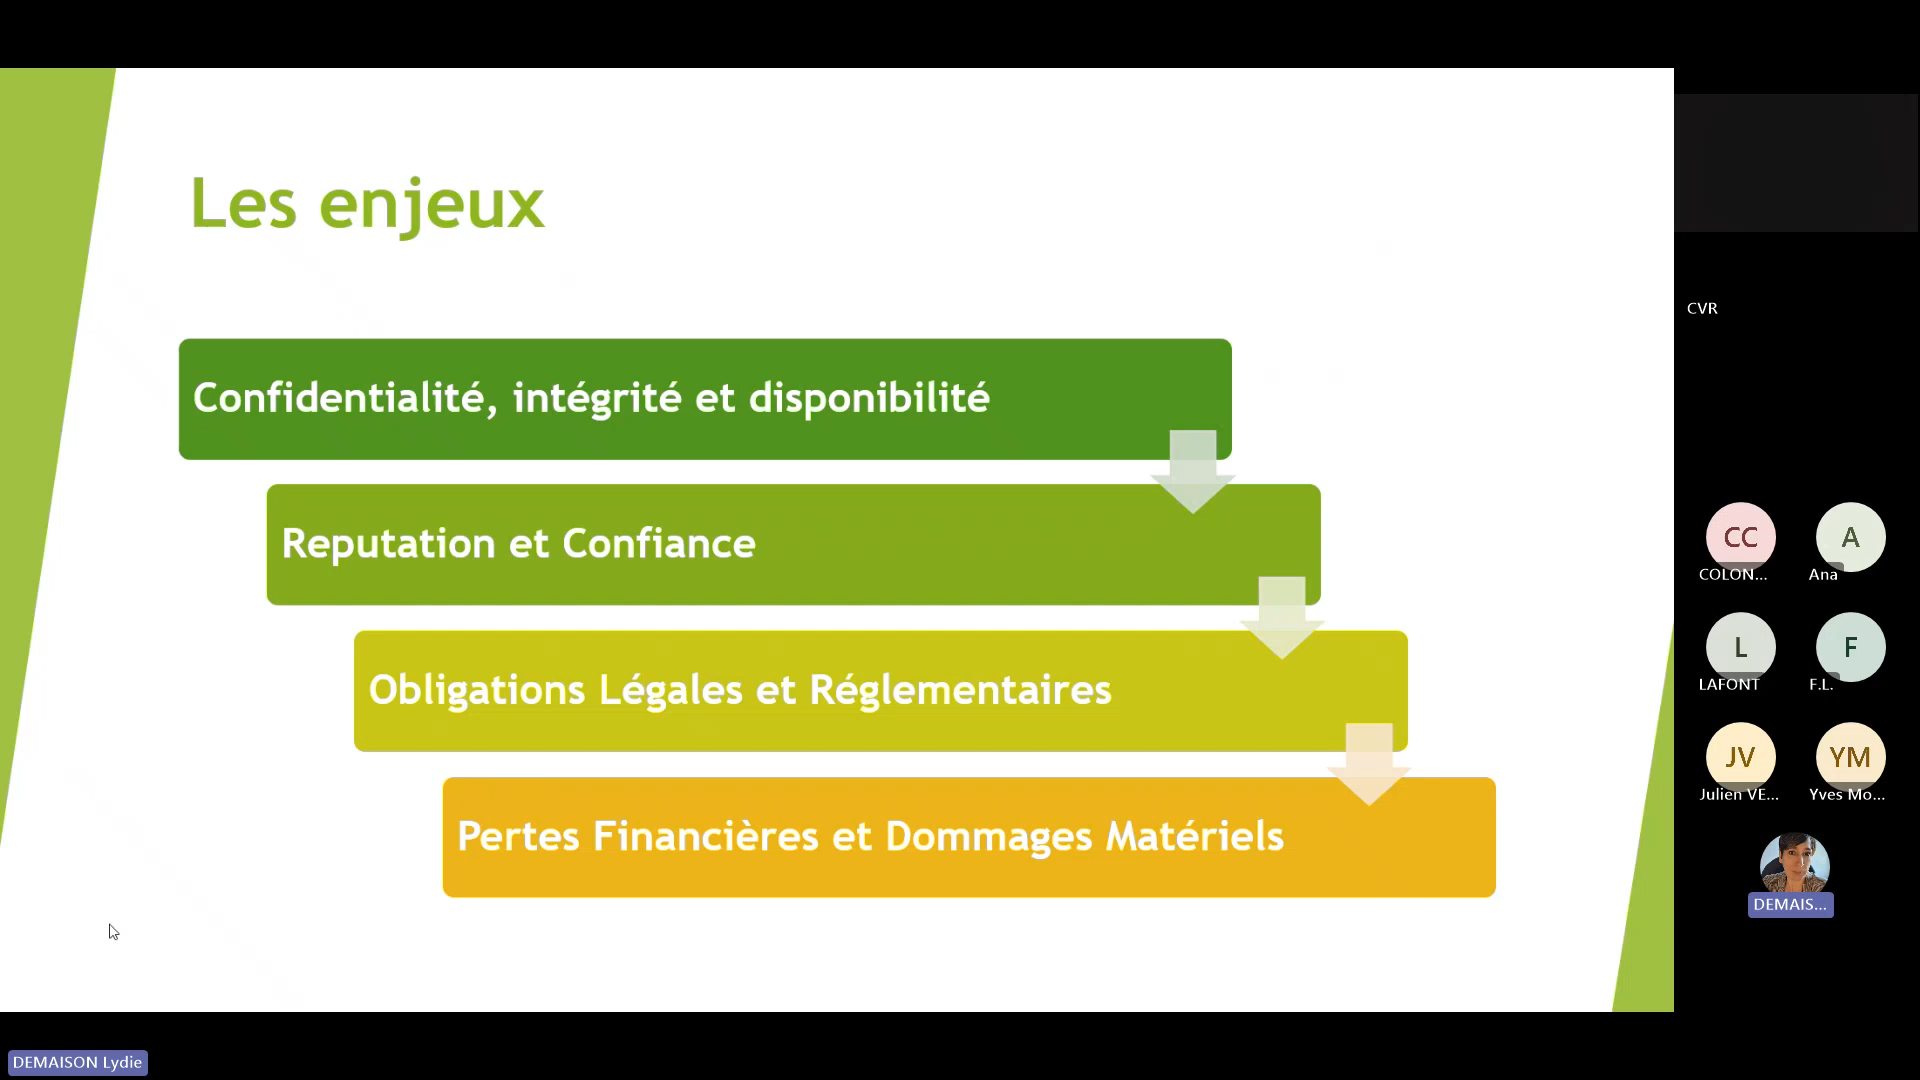 Les enjeux
Confidentialité, intégrité et disponibilité
Reputation et Confiance
Obligations Légales et Réglementaires
Pertes Financières et Dommages Matériels
CVR
CC
COLON...
A
Ana
L
LAFONT
F
F.L.
JV
Julien VE...
YM
Yves Mo...
DEMAIS...
DEMAISON Lydie